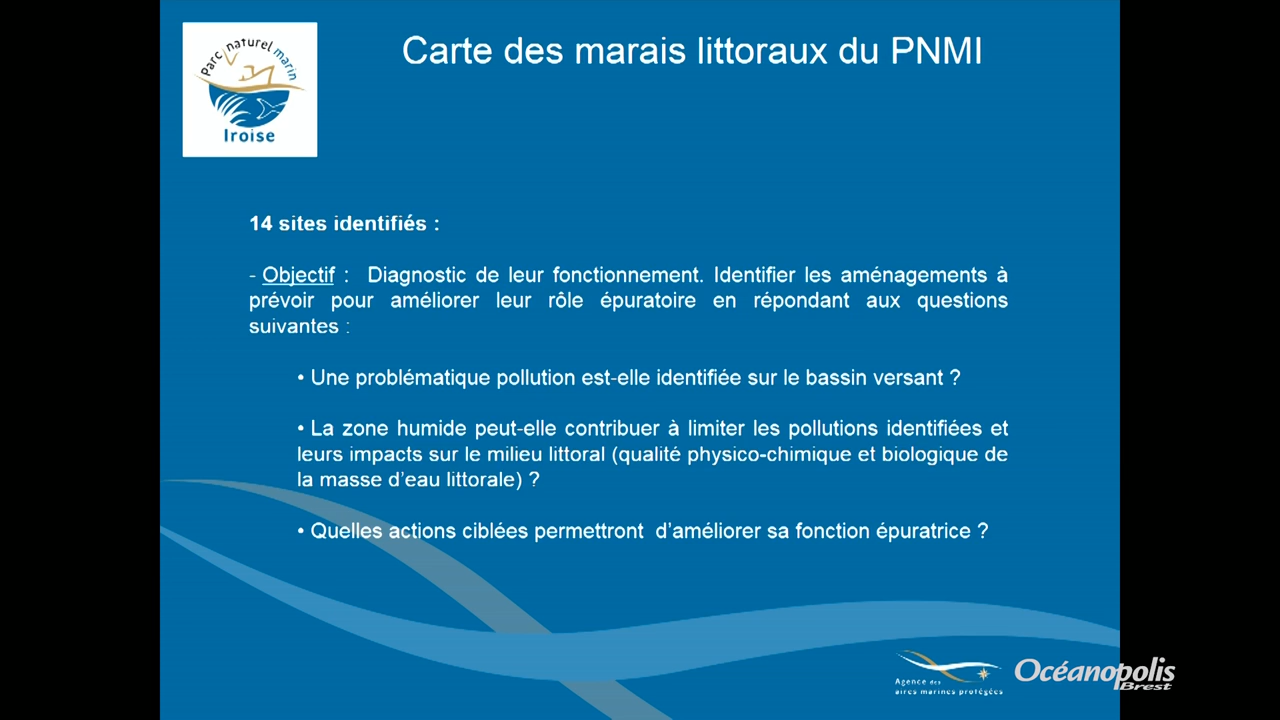 Carte des marais littoraux du PNMI
Parc naturel marin
Iroise
14 sites identifiés :
- Objectif : Diagnostic de leur fonctionnement. Identifier les aménagements à
prévoir pour améliorer leur rôle épuratoire en répondant aux questions
suivantes :
• Une problématique pollution est-elle identifiée sur le bassin versant ?
• La zone humide peut-elle contribuer à limiter les pollutions identifiées et
leurs impacts sur le milieu littoral (qualité physico-chimique et biologique de
la masse d’eau littorale) ?
• Quelles actions ciblées permettront d’améliorer sa fonction épuratrice ?
Agence des
aires marines protégées
Océanopolis
Brest